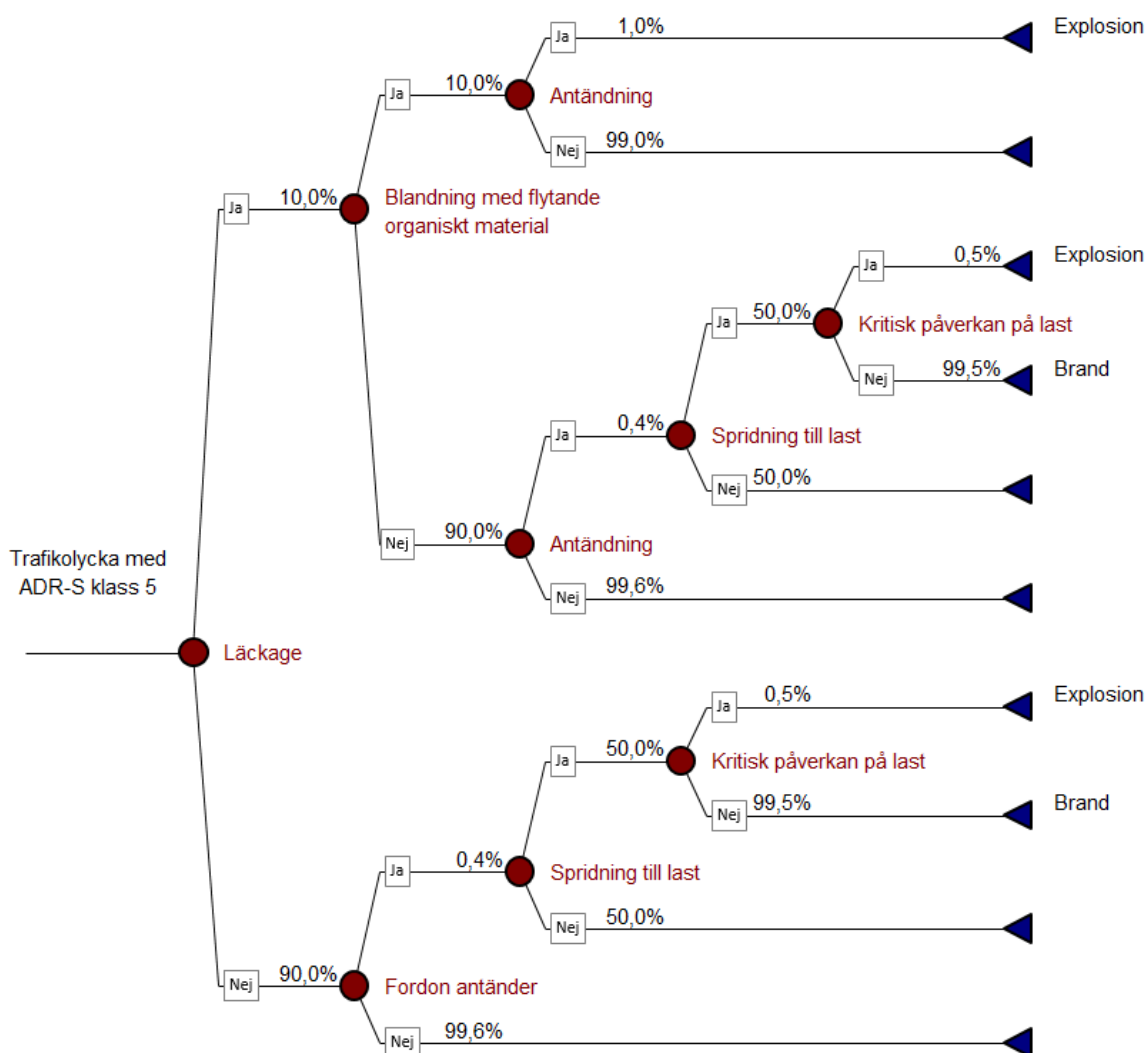 Ja
1,0%
Explosion
Ja
10,0%
Antändning
Nej
99,0%
Ja
10,0%
Blandning med flytande
organiskt material
Ja
0,5%
Explosion
Ja
50,0%
Kritisk påverkan på last
Nej
99,5%
Brand
Ja
0,4%
Spridning till last
Nej
50,0%
Nej
90,0%
Antändning
Nej
99,6%
Trafikolycka med
ADR-S klass 5
Läckage
Ja
0,5%
Explosion
Ja
50,0%
Kritisk påverkan på last
Nej
99,5%
Brand
Ja
0,4%
Spridning till last
Nej
50,0%
Nej
90,0%
Fordon antänder
Nej
99,6%